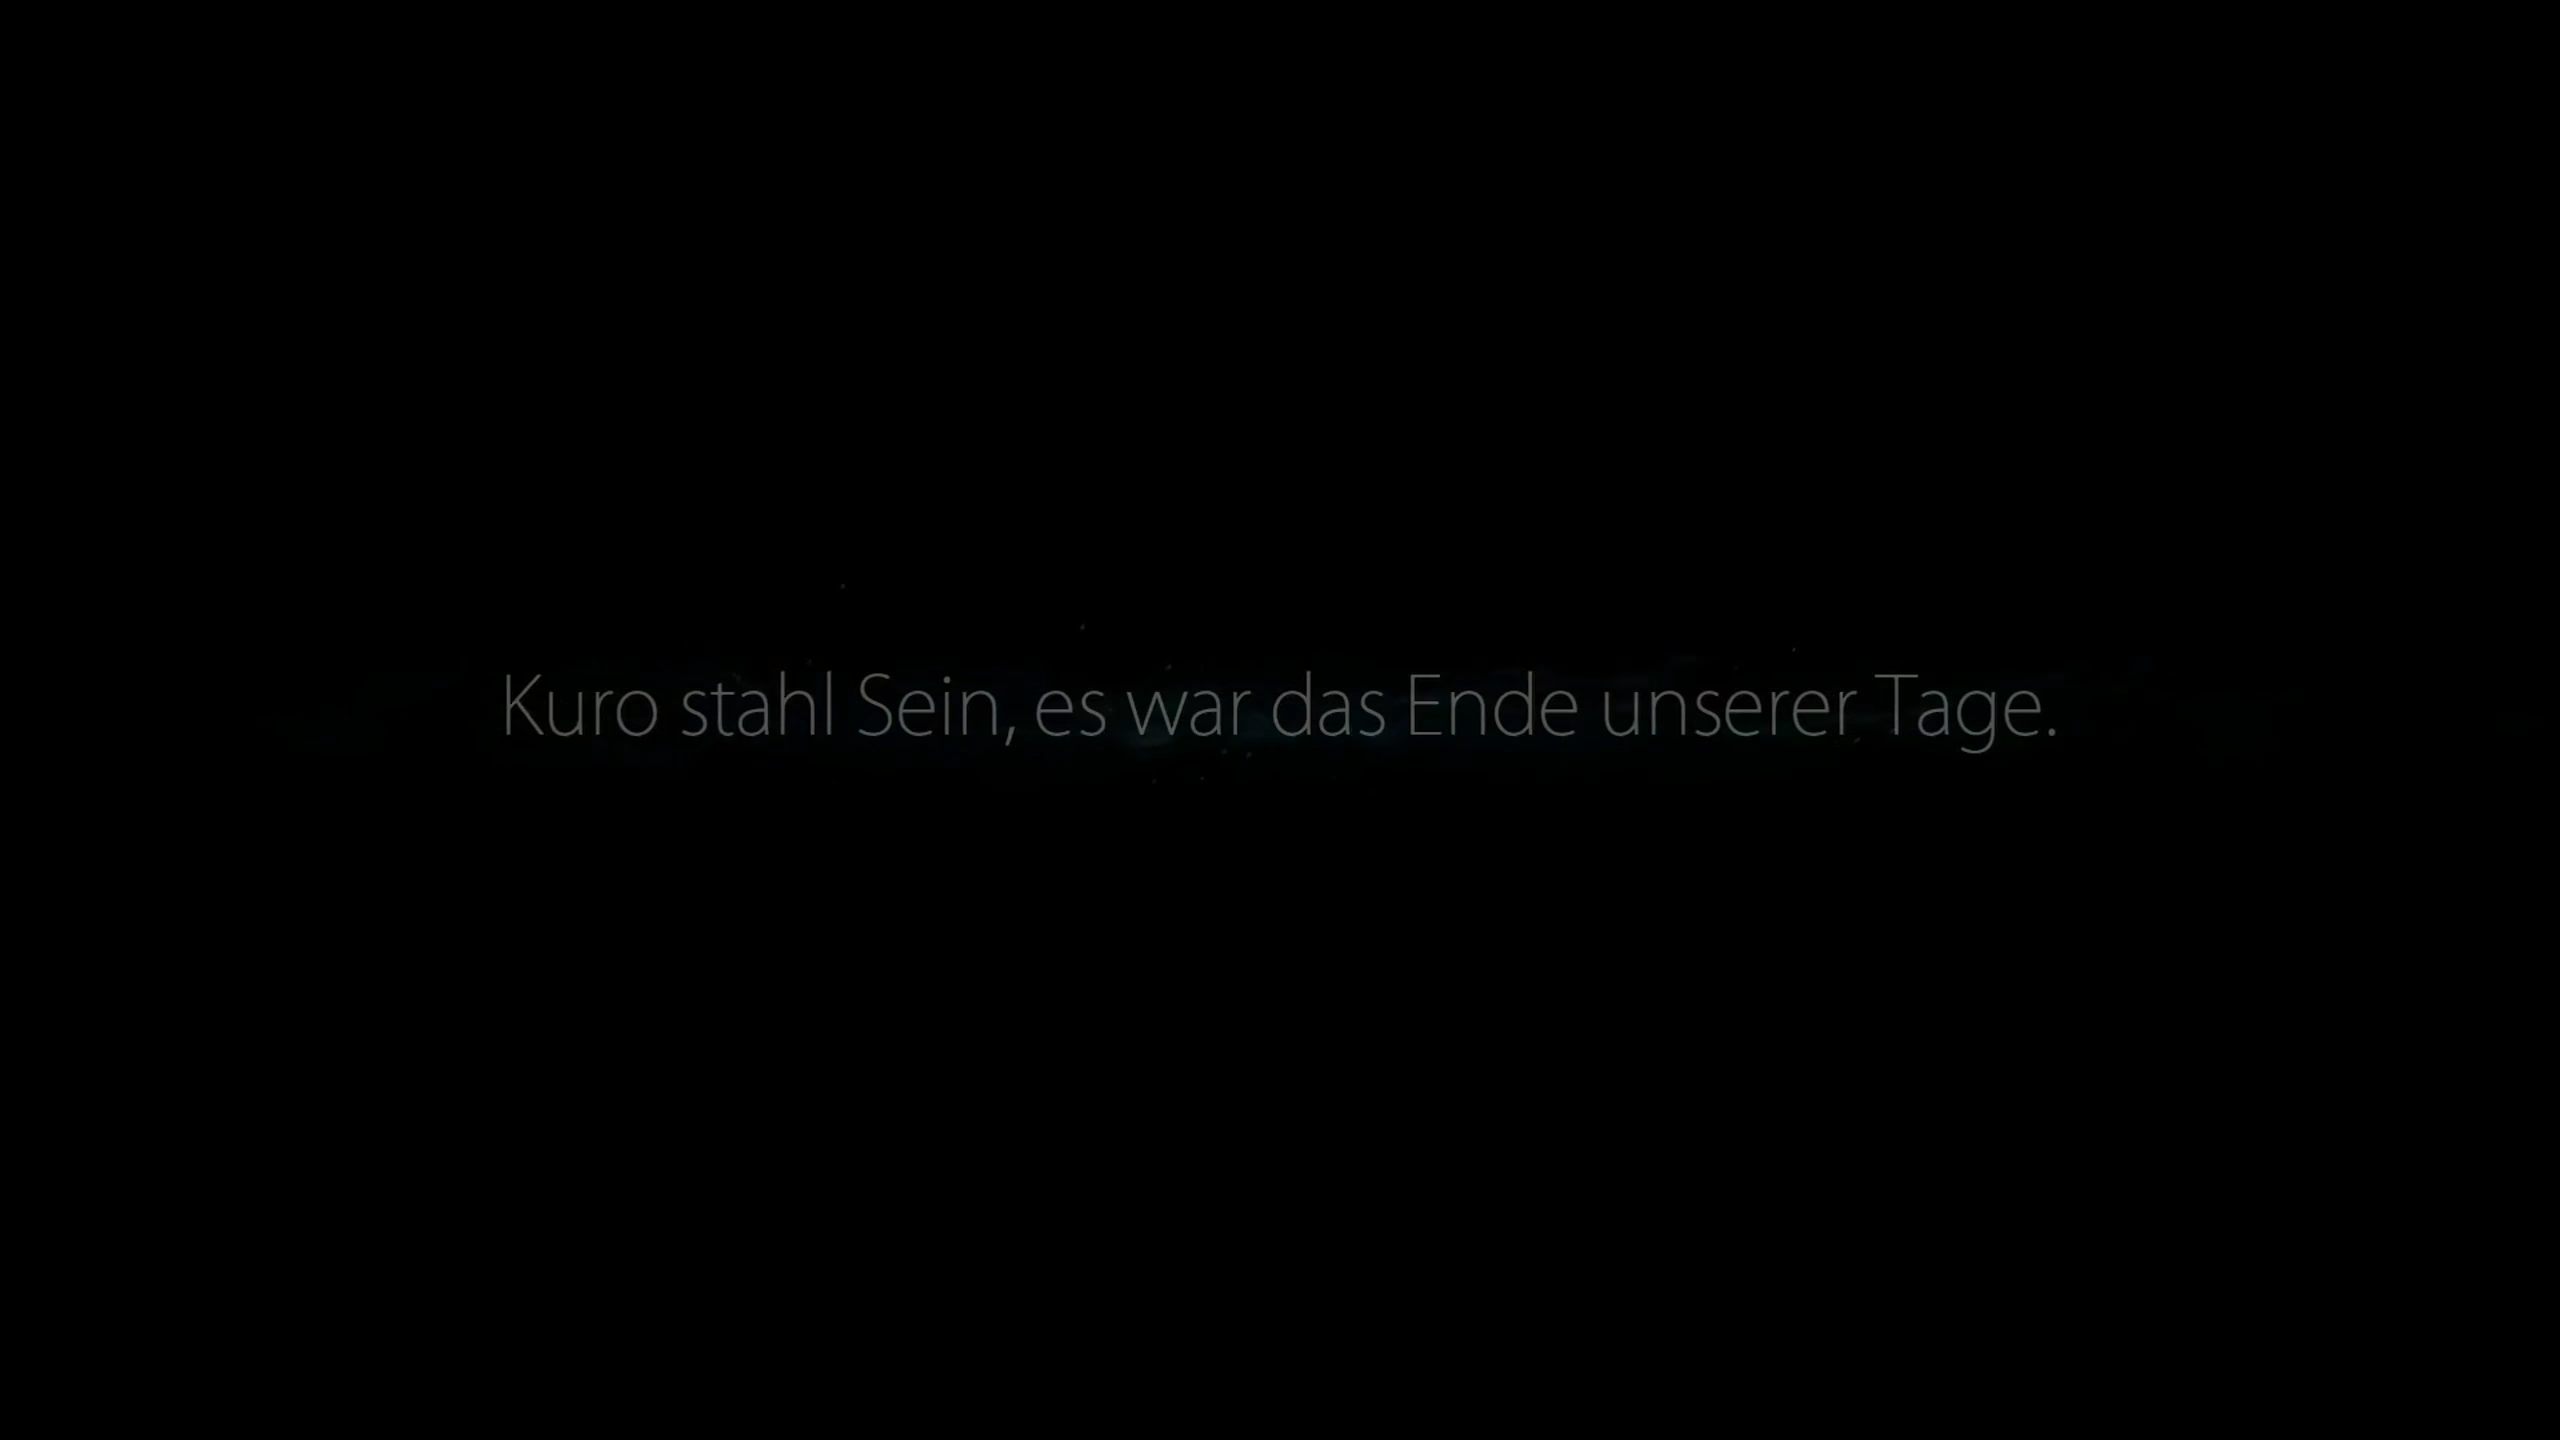 Kuro stahl Sein, es war das Ende unserer Tage.